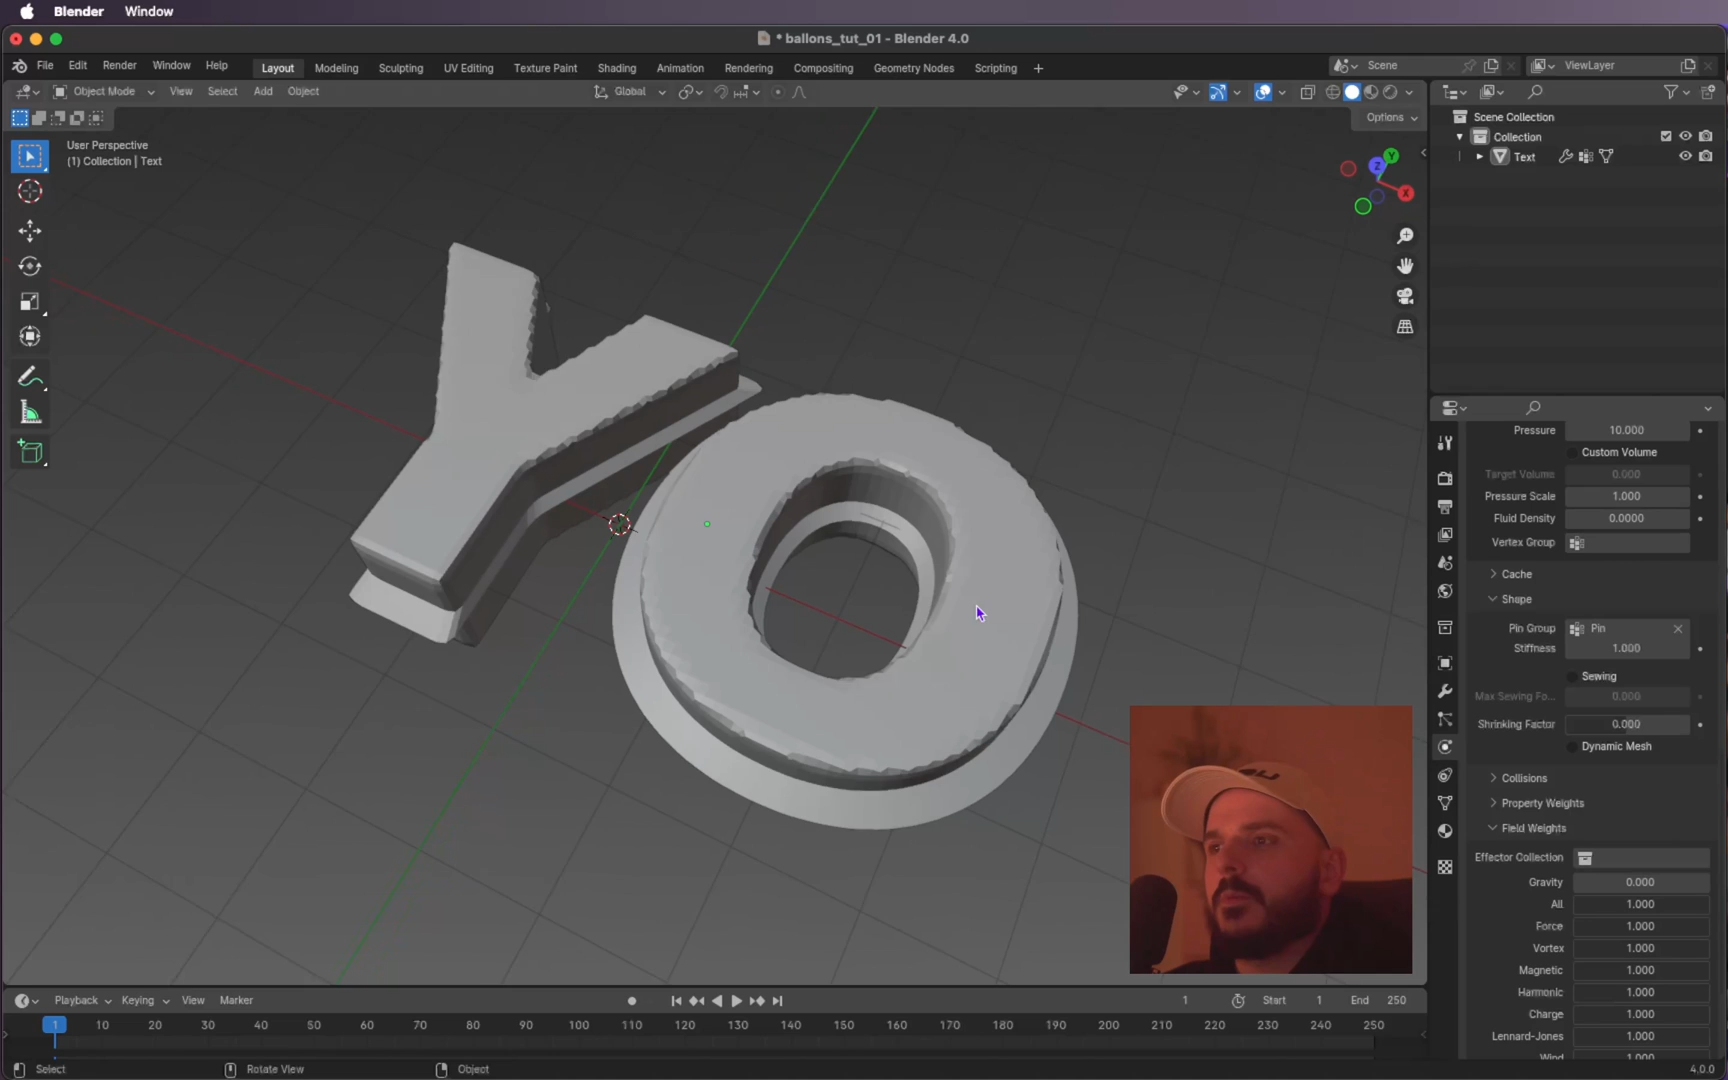 Blender Window
* ballons_tut_01 - Blender 4.0
File Edit Render Window Help Layout Modeling Sculpting UV Editing Texture Paint Shading Animation Rendering Compositing Geometry Nodes Scripting + Scene ViewLayer
Object Mode View Select Add Object Global
Options
Scene Collection
Collection
Text
User Perspective
(1) Collection | Text
Z Y X
YO
Pressure 10.000
Custom Volume
Target Volume 0.000
Pressure Scale 1.000
Fluid Density 0.0000
Vertex Group
Cache
Shape
Pin Group Pin
Stiffness 1.000
Sewing
Max Sewing Fo... 0.000
Shrinking Factor 0.000
Dynamic Mesh
Collisions
Property Weights
Field Weights
Effector Collection
Gravity 0.000
All 1.000
Force 1.000
Vortex 1.000
Magnetic 1.000
Harmonic 1.000
Charge 1.000
Lennard-Jones 1.000
Wind 1.000
Playback Keying View Marker 1 Start 1 End 250
1 10 20 30 40 50 60 70 80 90 100 110 120 130 140 150 160 170 180 190 200 210 220 230 240 250
Select Rotate View Object 4.0.0